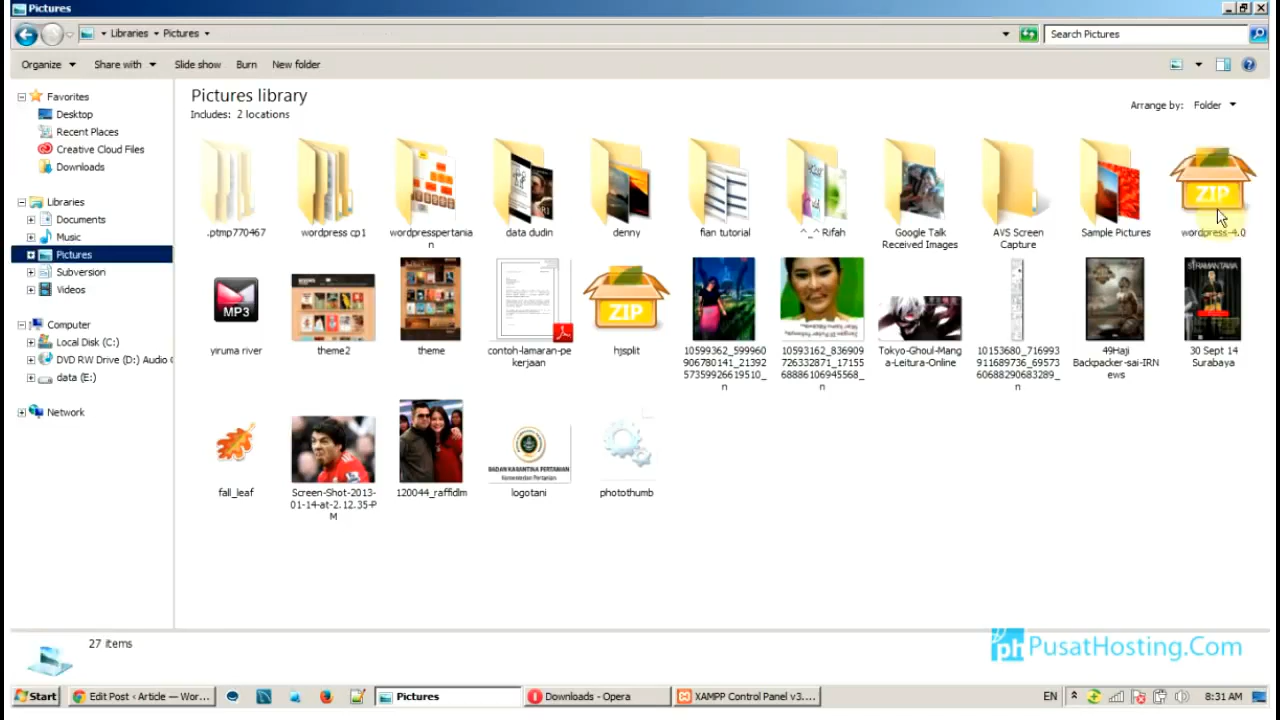 Pictures
Libraries Pictures
Search Pictures
Organize Share with Slide show Burn New folder
Favorites
Desktop
Recent Places
Creative Cloud Files
Downloads
Libraries
Documents
Music
Pictures
Subversion
Videos
Computer
Local Disk (C:)
DVD RW Drive (D:) Audio C
data (E:)
Network
Pictures library
Includes: 2 locations
Arrange by: Folder
ZIP
.ptmp770467
wordpress cp1
wordpresspertania
n
data dudin
denny
fian tutorial
^_^ Rifah
Google Talk
Received Images
AVS Screen
Capture
Sample Pictures
wordpress-4.0
MP3
ZIP
yiruma river
theme2
theme
contoh-lamaran-pe
kerjaan
hjsplit
10599362_599960
906780141_21392
57359926619510_
n
10593162_836909
726332871_17155
68886106945568_
n
Tokyo-Ghoul-Mang
a-Leitura-Online
10153680_716993
911689736_69573
60688290683289_
n
49Haji
Backpacker-sai-IRN
ews
30 Sept 14
Surabaya
BADAN KARANTINA PERTANIAN
Kementerian Pertanian
fall_leaf
Screen-Shot-2013-
01-14-at-2.12.35-P
M
120044_raffidlm
logotani
photothumb
27 items
ph PusatHosting.Com
Start
Edit Post ‹ Article — Wor...
Pictures
Downloads - Opera
XAMPP Control Panel v3....
EN
8:31 AM